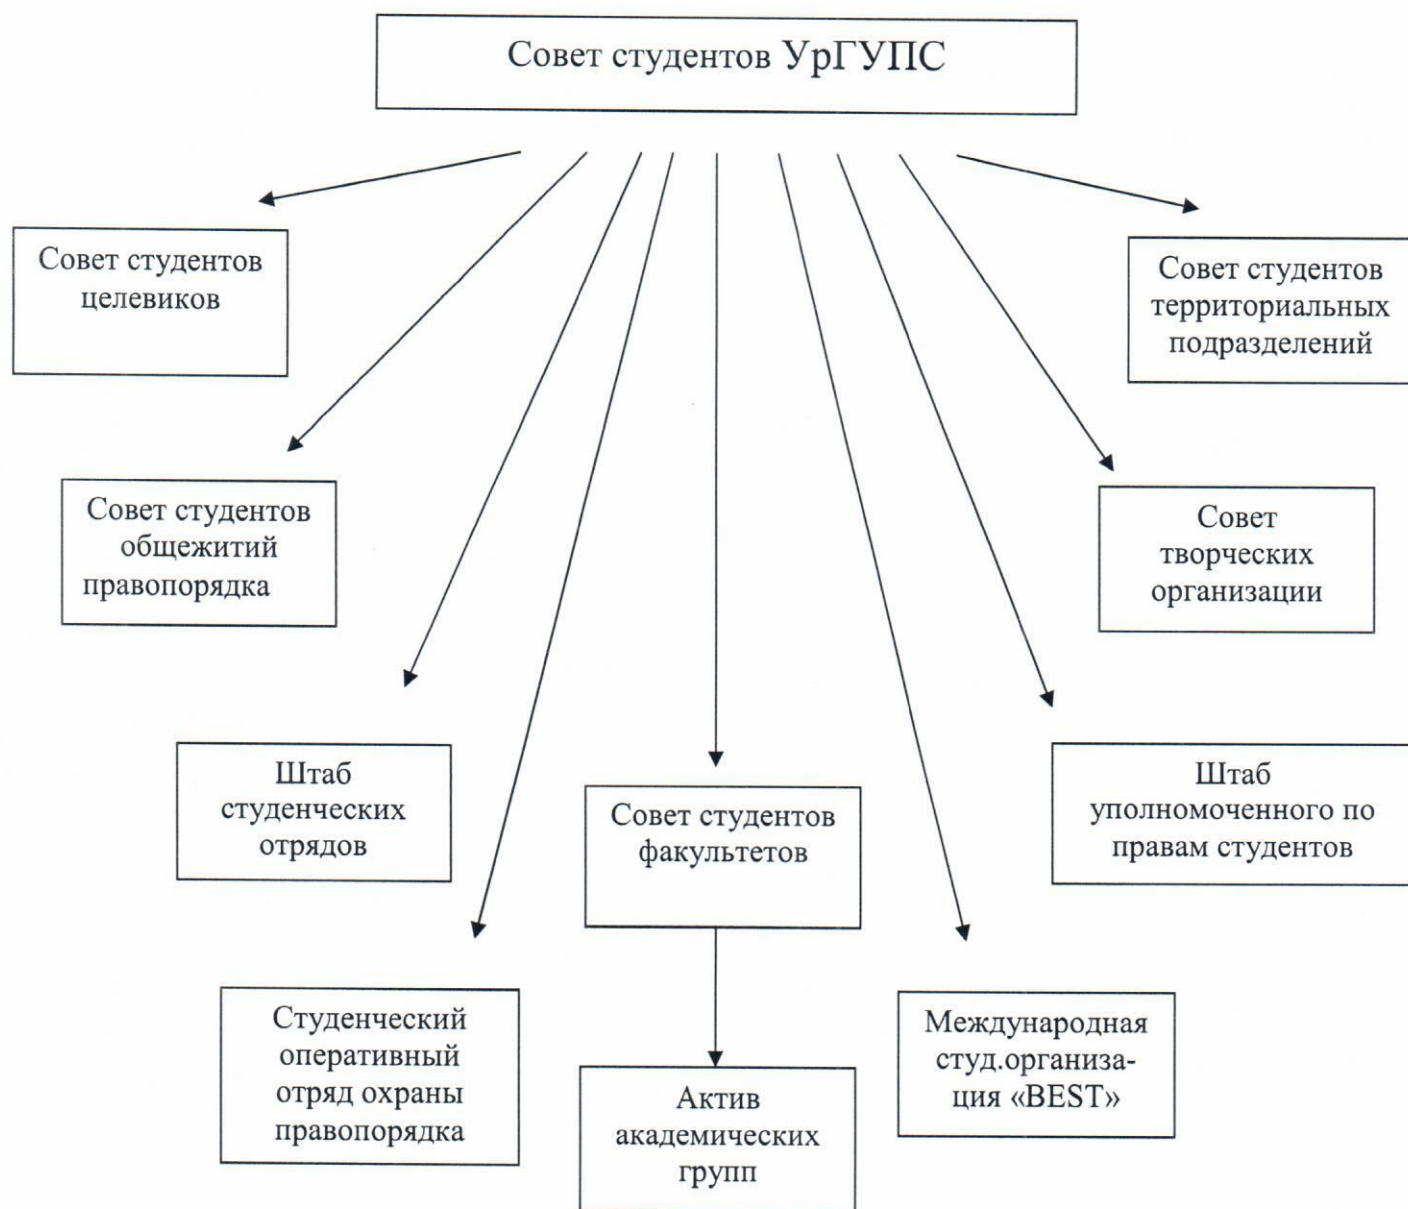 Совет студентов УрГУПС
Совет студентов
целевиков
Совет студентов
территориальных
подразделений
Совет студентов
общежитий
правопорядка
Совет
творческих
организации
Штаб
студенческих
отрядов
Совет студентов
факультетов
Штаб
уполномоченного по
правам студентов
Студенческий
оперативный
отряд охраны
правопорядка
Актив
академических
групп
Международная
студ.организа-
ция «BEST»